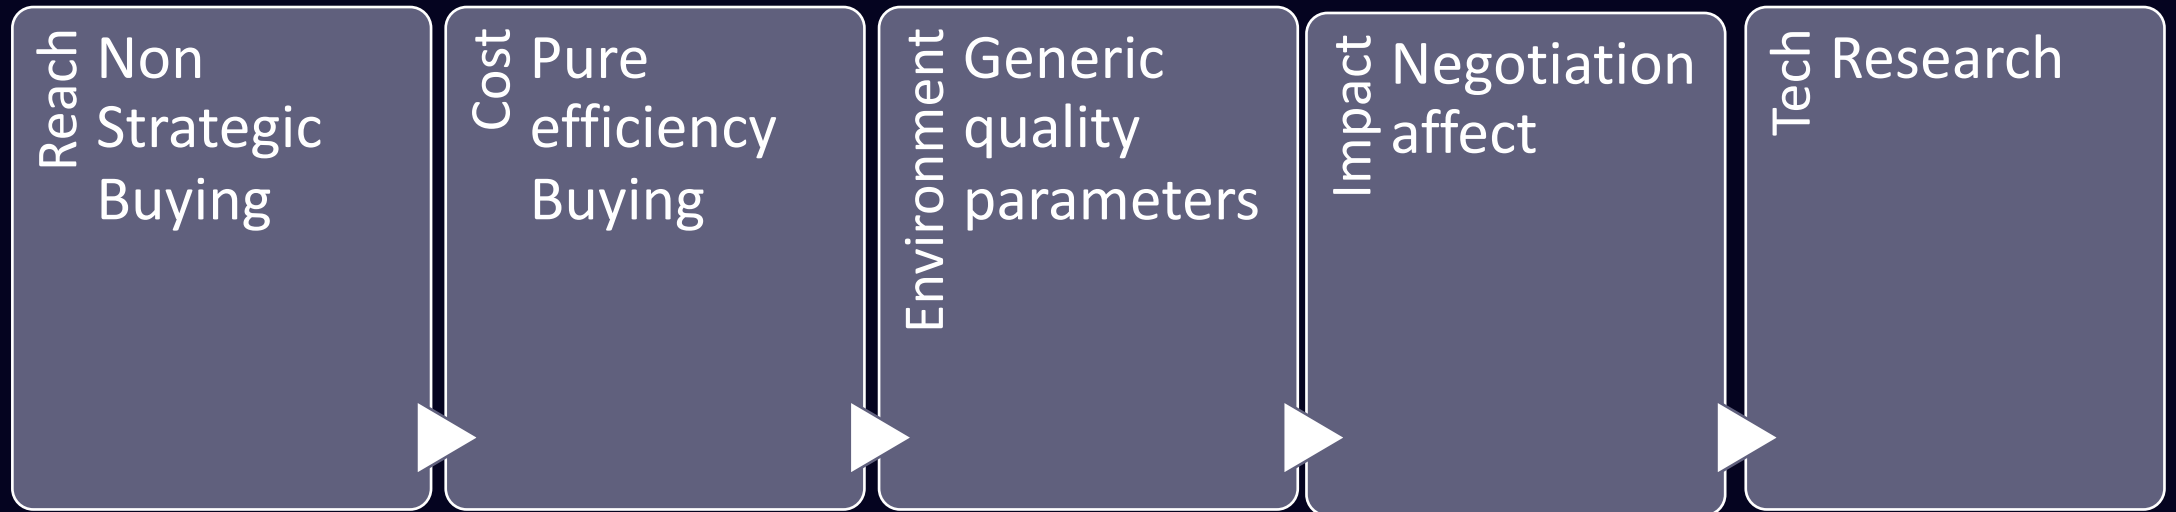 Reach
Non
Strategic
Buying
Cost
Pure
efficiency
Buying
Environment
Generic
quality
parameters
Impact
Negotiation
affect
Tech
Research